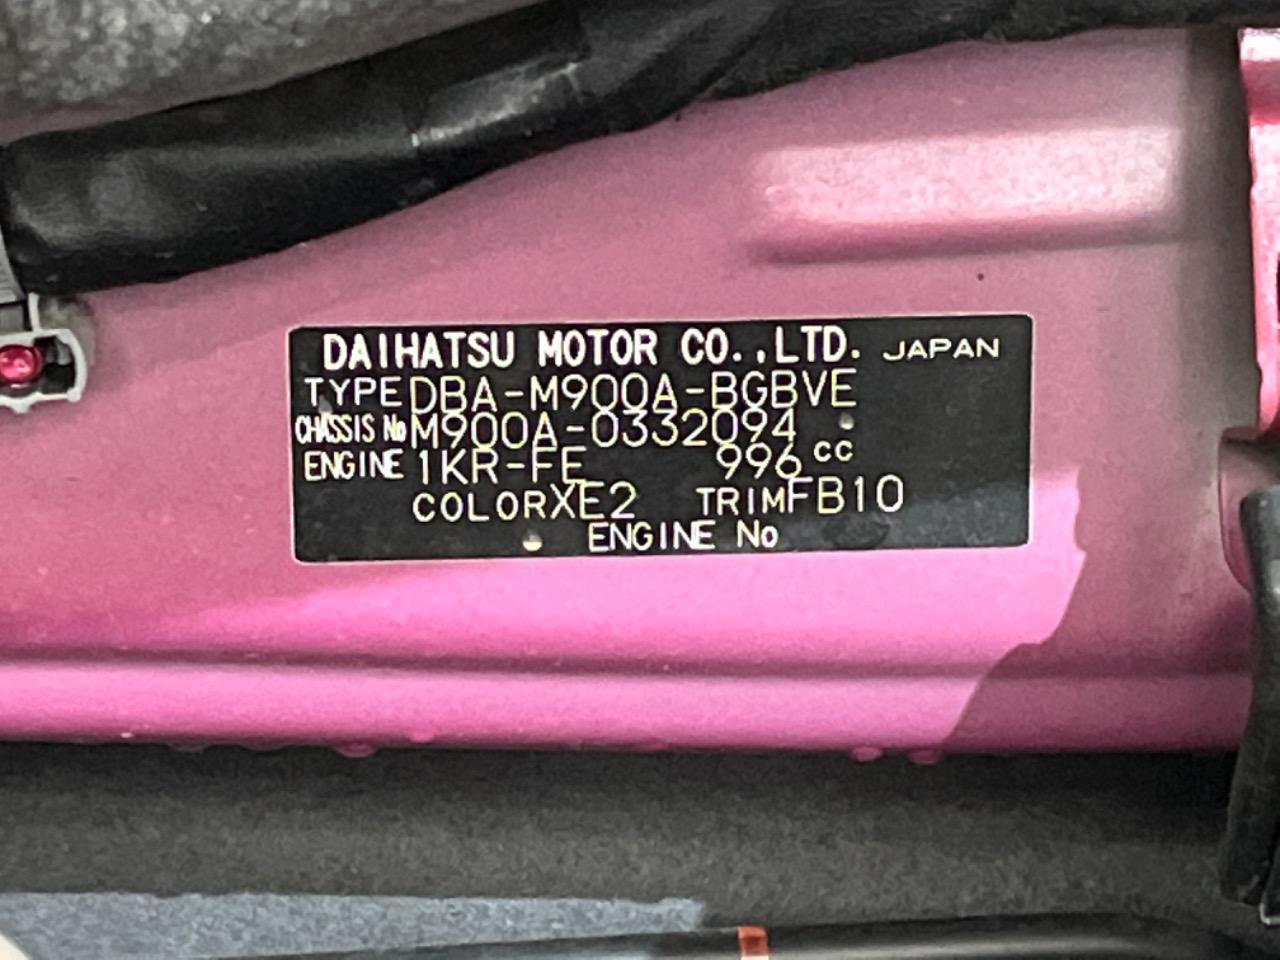 DAIHATSU MOTOR CO.,LTD. JAPAN
TYPE DBA-M900A-BGBVE
CHASSIS No M900A-0332094
ENGINE 1KR-FE 996 cc
COLOR XE2 TRIM FB10
ENGINE No